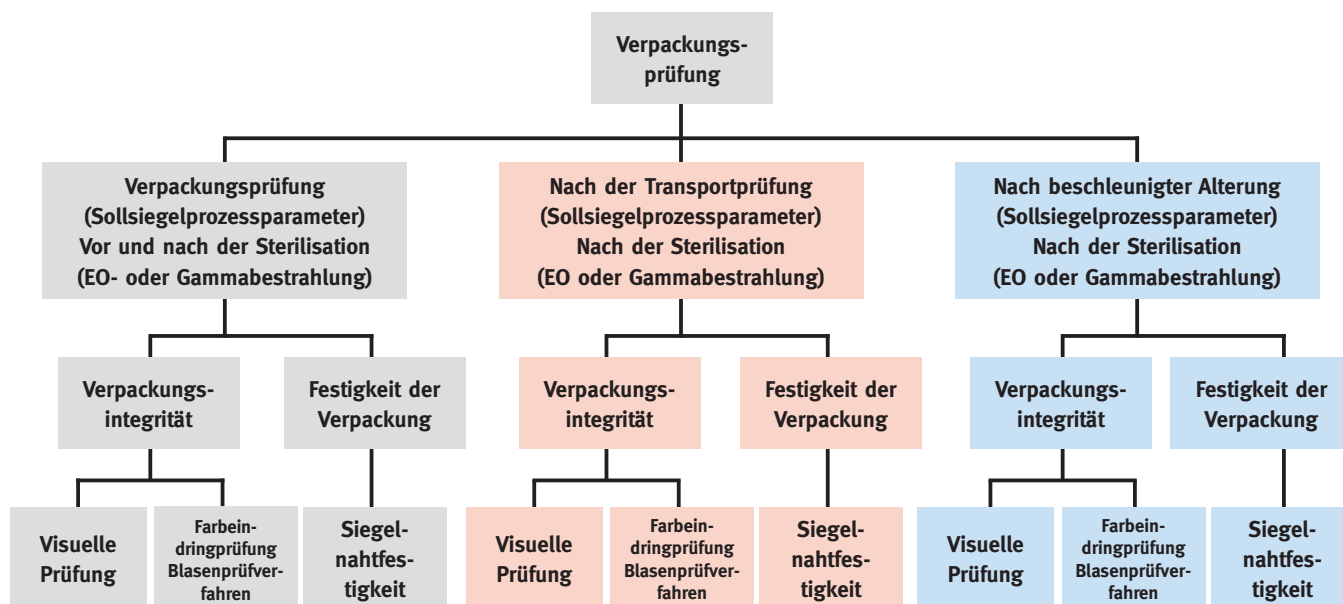 Verpackungs-
prüfung
Verpackungsprüfung
(Sollsiegelprozessparameter)
Vor und nach der Sterilisation
(EO- oder Gammabestrahlung)
Nach der Transportprüfung
(Sollsiegelprozessparameter)
Nach der Sterilisation
(EO oder Gammabestrahlung)
Nach beschleunigter Alterung
(Sollsiegelprozessparameter)
Nach der Sterilisation
(EO oder Gammabestrahlung)
Verpackungs-
integrität
Festigkeit der
Verpackung
Verpackungs-
integrität
Festigkeit der
Verpackung
Verpackungs-
integrität
Festigkeit der
Verpackung
Visuelle
Prüfung
Farbein-
dringprüfung
Blasenprüfver-
fahren
Siegel-
nahtfes-
tigkeit
Visuelle
Prüfung
Farbein-
dringprüfung
Blasenprüfver-
fahren
Siegel-
nahtfes-
tigkeit
Visuelle
Prüfung
Farbein-
dringprüfung
Blasenprüfver-
fahren
Siegel-
nahtfes-
tigkeit